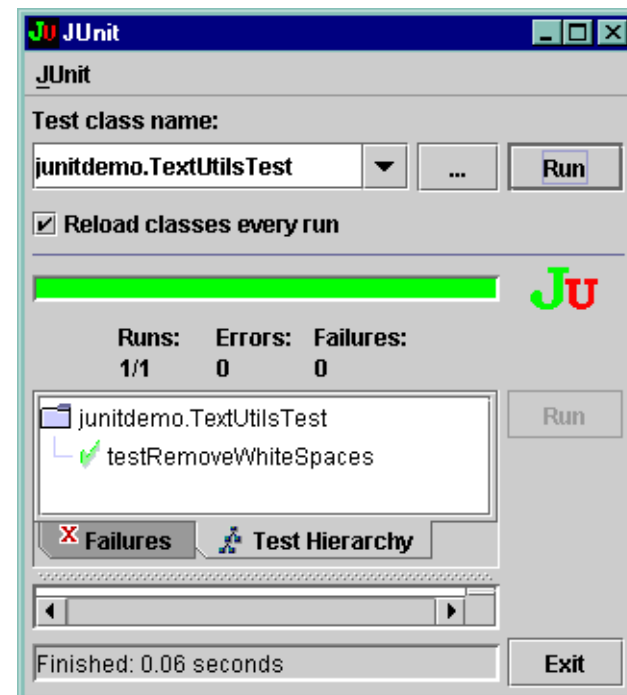 JU JUnit
JUnit
Test class name:
junitdemo.TextUtilsTest ... Run
Reload classes every run
JU
Runs: Errors: Failures:
1/1 0 0
junitdemo.TextUtilsTest Run
testRemoveWhiteSpaces
X Failures Test Hierarchy
Finished: 0.06 seconds Exit